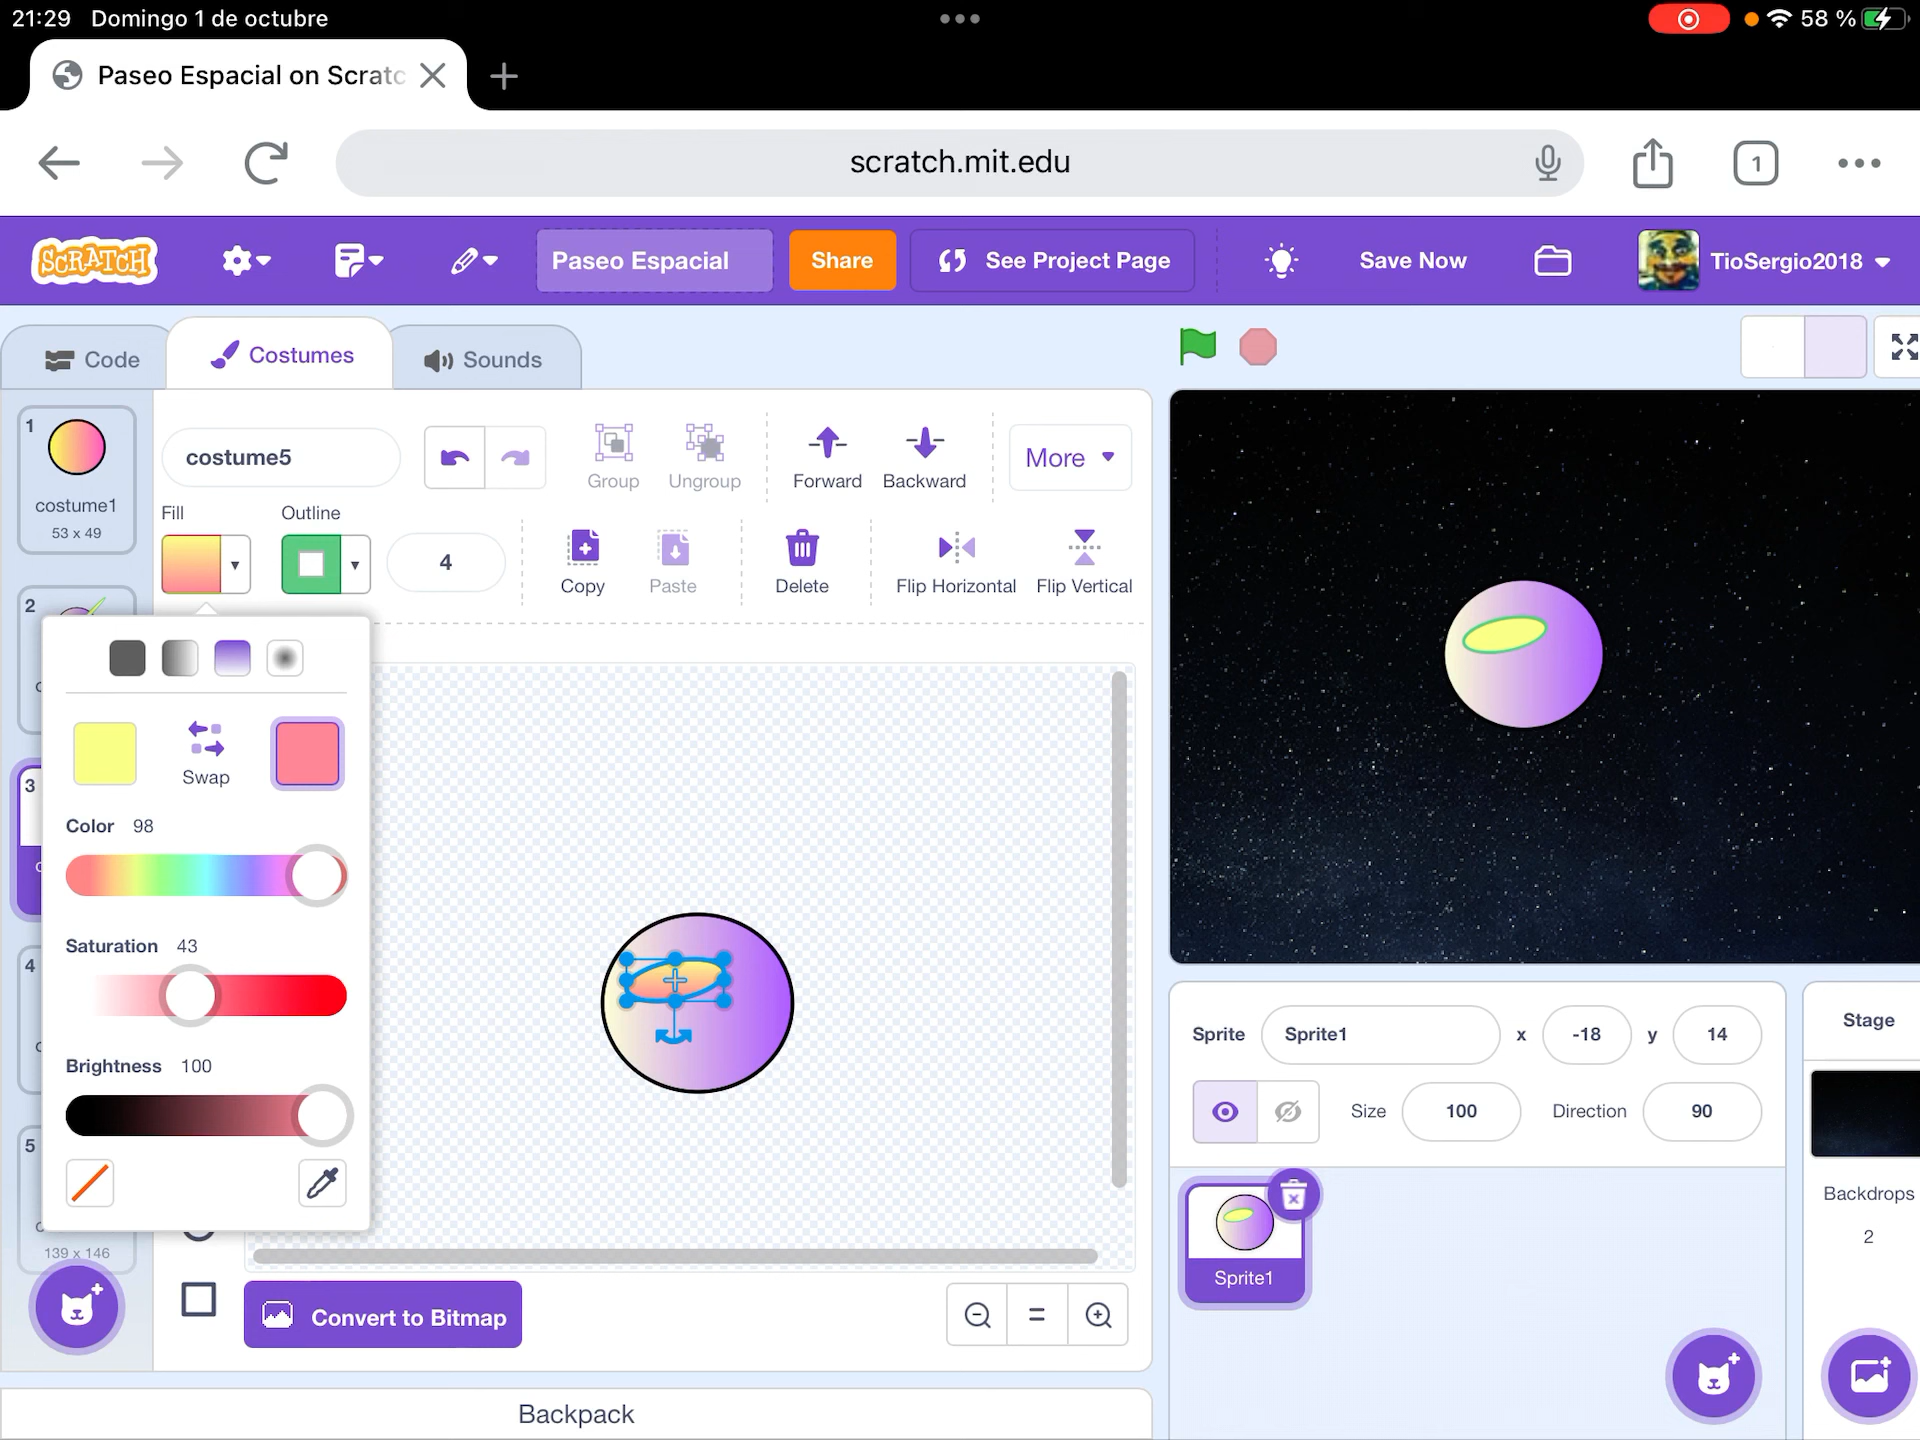 21:29 Domingo 1 de octubre
58 %
Paseo Espacial on Scratc
scratch.mit.edu
1
SCRATCH
Paseo Espacial
Share
See Project Page
Save Now
TioSergio2018
Code
Costumes
Sounds
1
costume1
53 x 49
costume5
Group
Ungroup
Forward
Backward
More
Fill
Outline
4
Copy
Paste
Delete
Flip Horizontal
Flip Vertical
2
3
4
5
139 x 146
Swap
Color 98
Saturation 43
Brightness 100
Convert to Bitmap
Backpack
Sprite
Sprite1
x
-18
y
14
Size
100
Direction
90
Sprite1
Stage
Backdrops
2